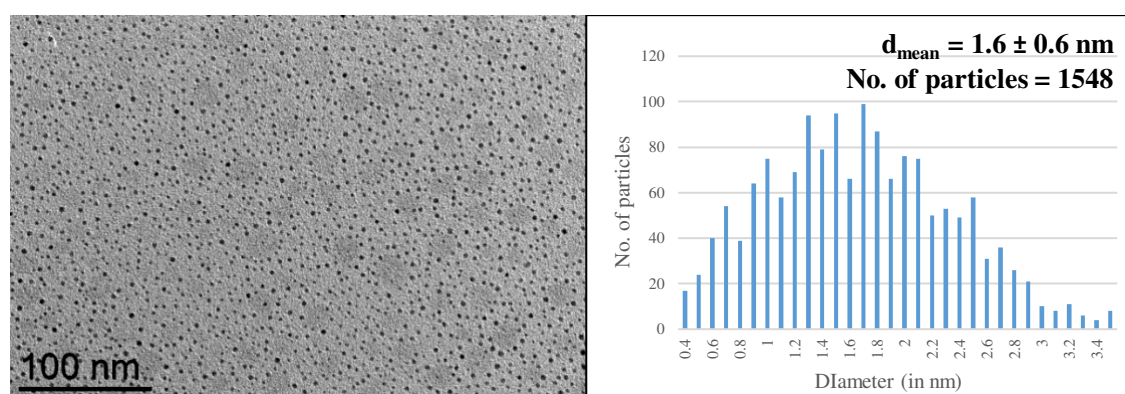 100 nm
d_mean = 1.6 ± 0.6 nm
No. of particles = 1548
No. of particles
120
100
80
60
40
20
0
0.4 0.6 0.8 1 1.2 1.4 1.6 1.8 2 2.2 2.4 2.6 2.8 3 3.2 3.4
DIameter (in nm)